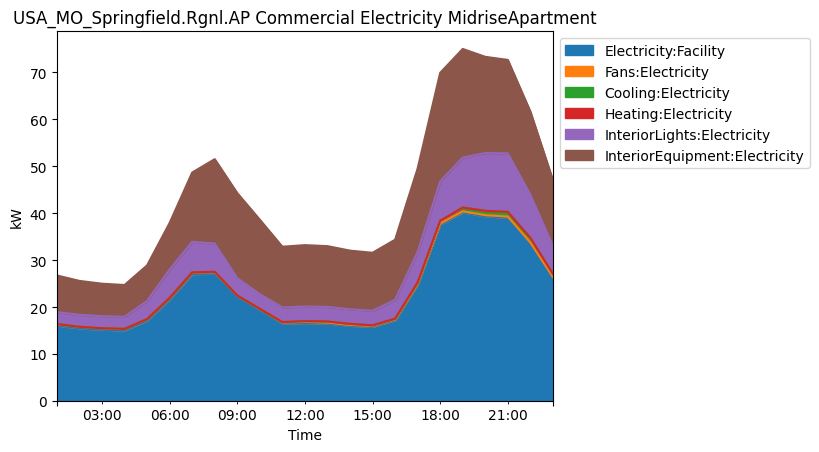 USA_MO_Springfield.Rgnl.AP Commercial Electricity MidriseApartment
kW
70
60
50
40
30
20
10
0
03:00 06:00 09:00 12:00 15:00 18:00 21:00
Time
Electricity:Facility
Fans:Electricity
Cooling:Electricity
Heating:Electricity
InteriorLights:Electricity
InteriorEquipment:Electricity